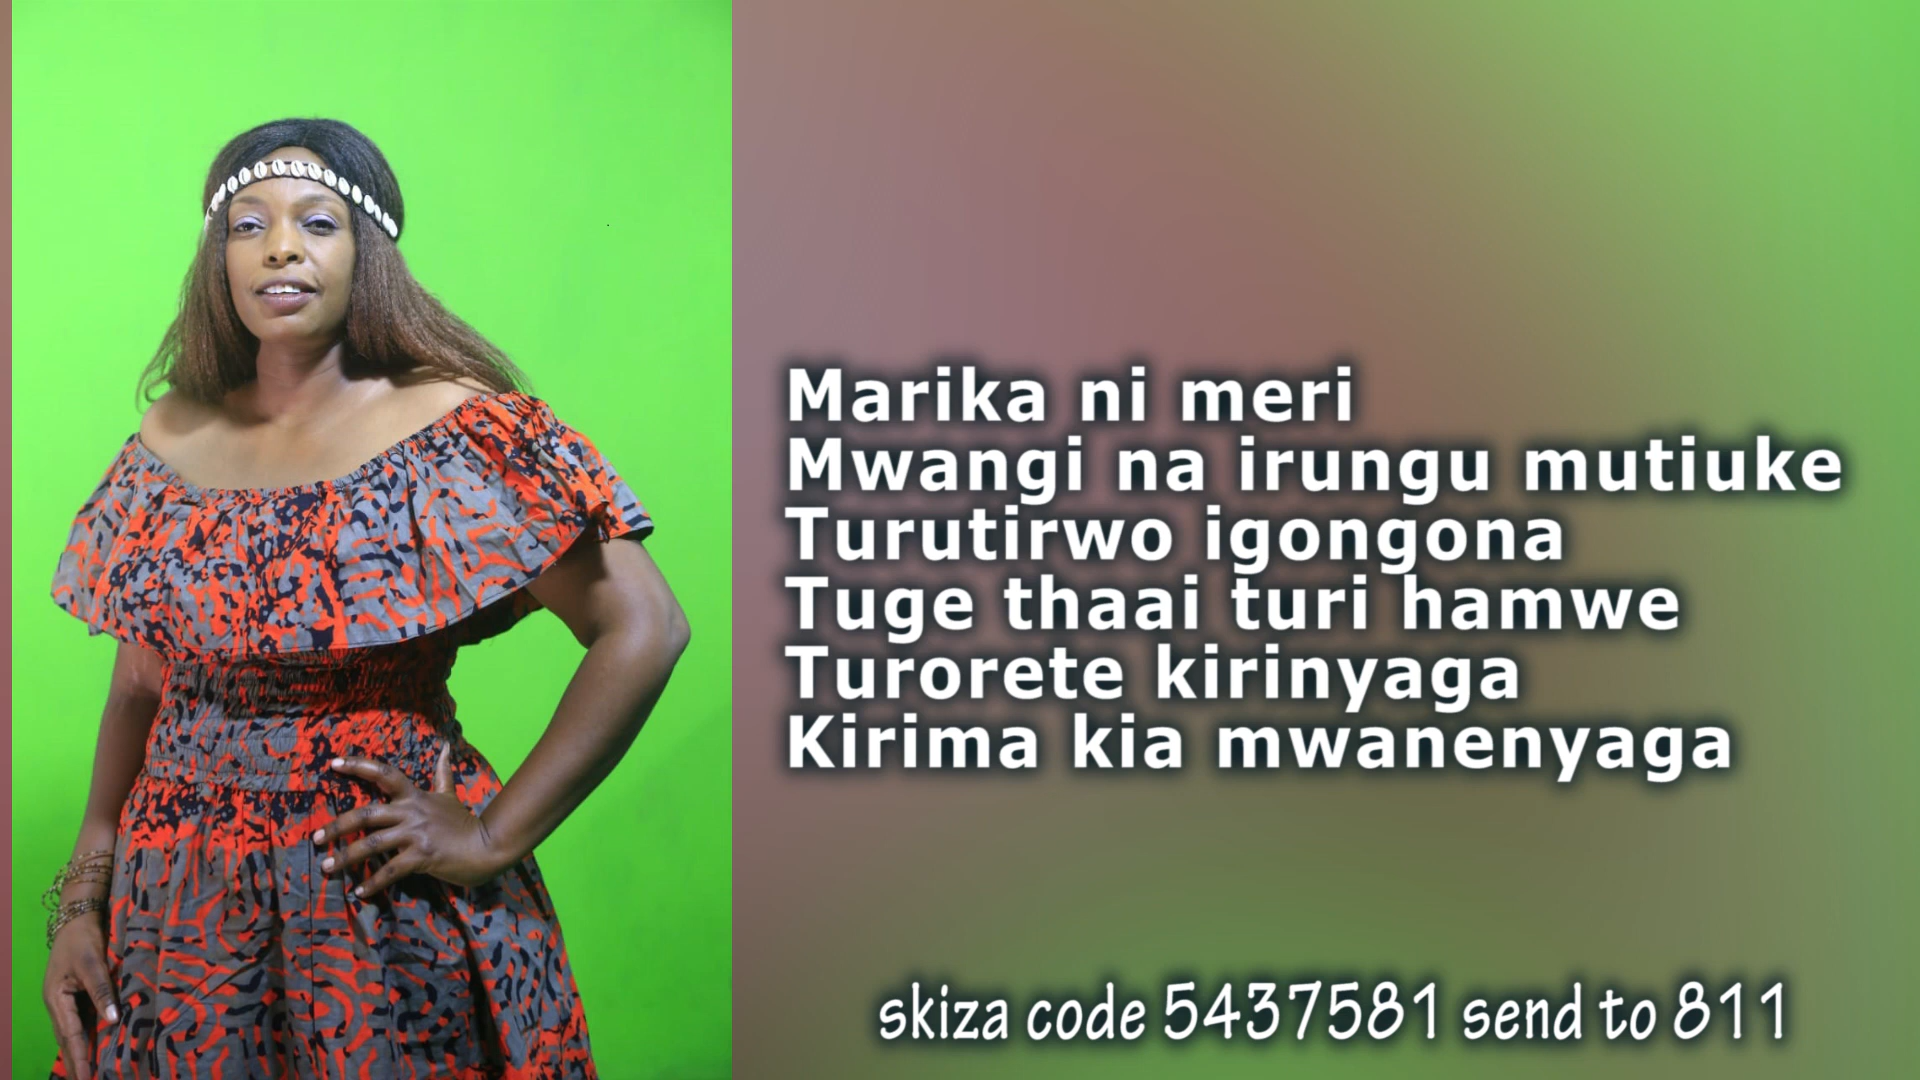 Marika ni meri
Mwangi na irungu mutiuke
Turutirwo igongona
Tuge thaai turi hamwe
Turorete kirinyaga
Kirima kia mwanenyaga
skiza code 5437581 send to 811